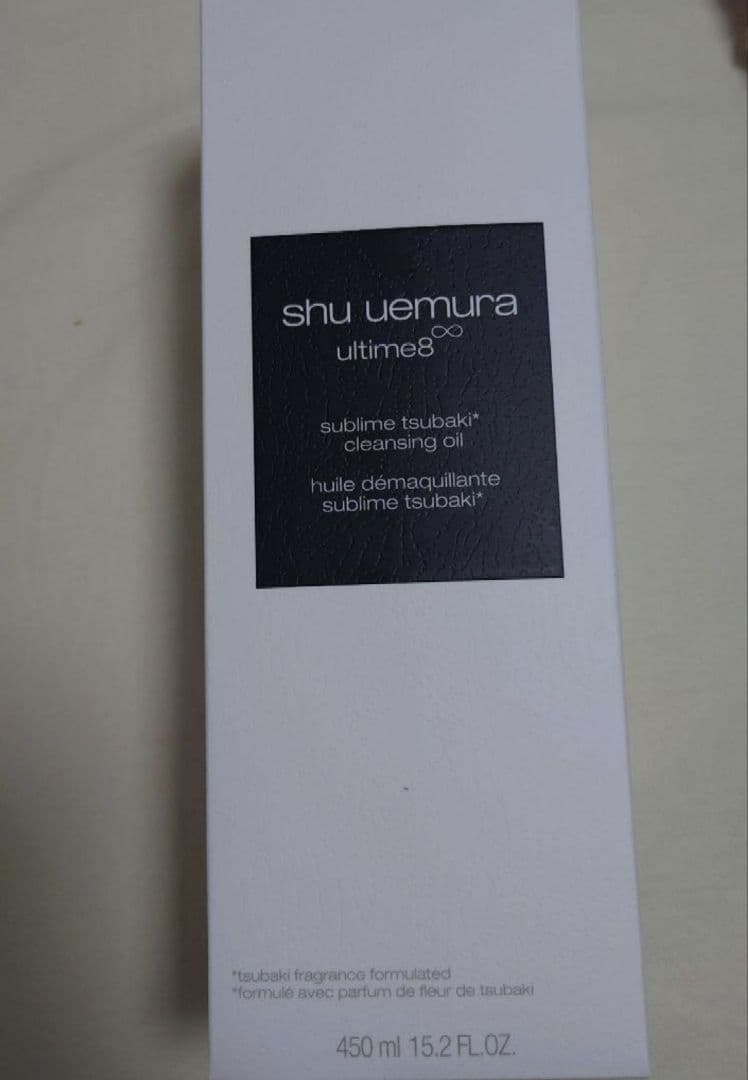 shu uemura
ultime8∞
sublime tsubaki*
cleansing oil
huile démaquillante
sublime tsubaki*
*tsubaki fragrance formulated
*formulé avec parfum de fleur de tsubaki
450 ml 15.2 FL.OZ.